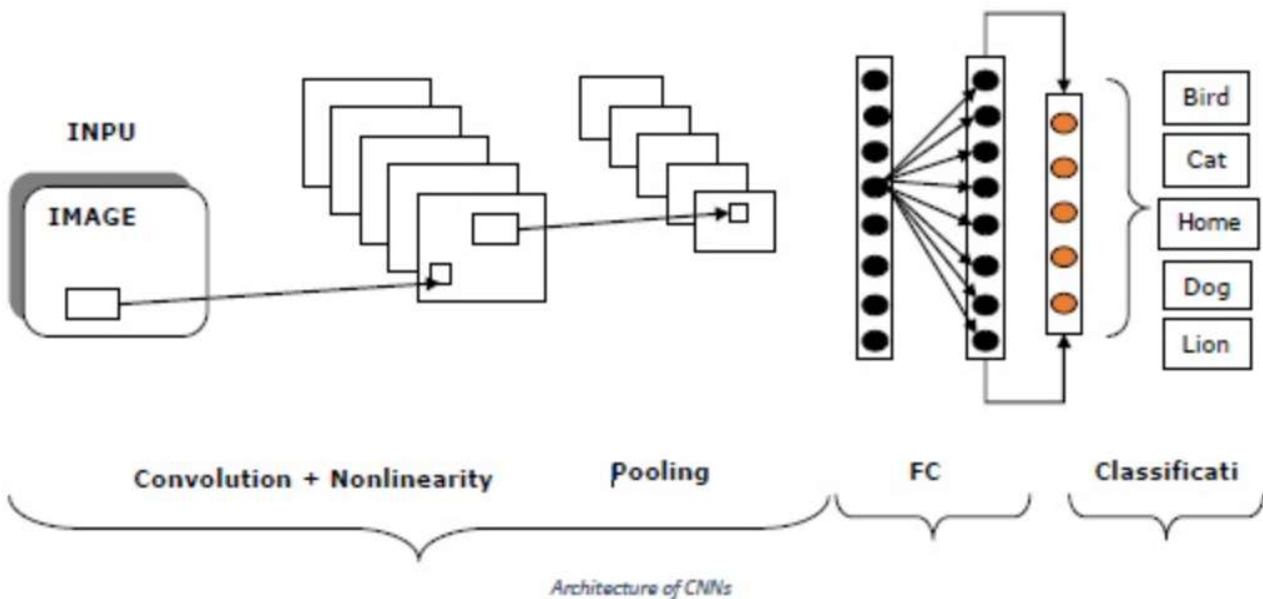 INPU
IMAGE
Bird
Cat
Home
Dog
Lion
Convolution + Nonlinearity
Pooling
FC
Classificati
Architecture of CNNs